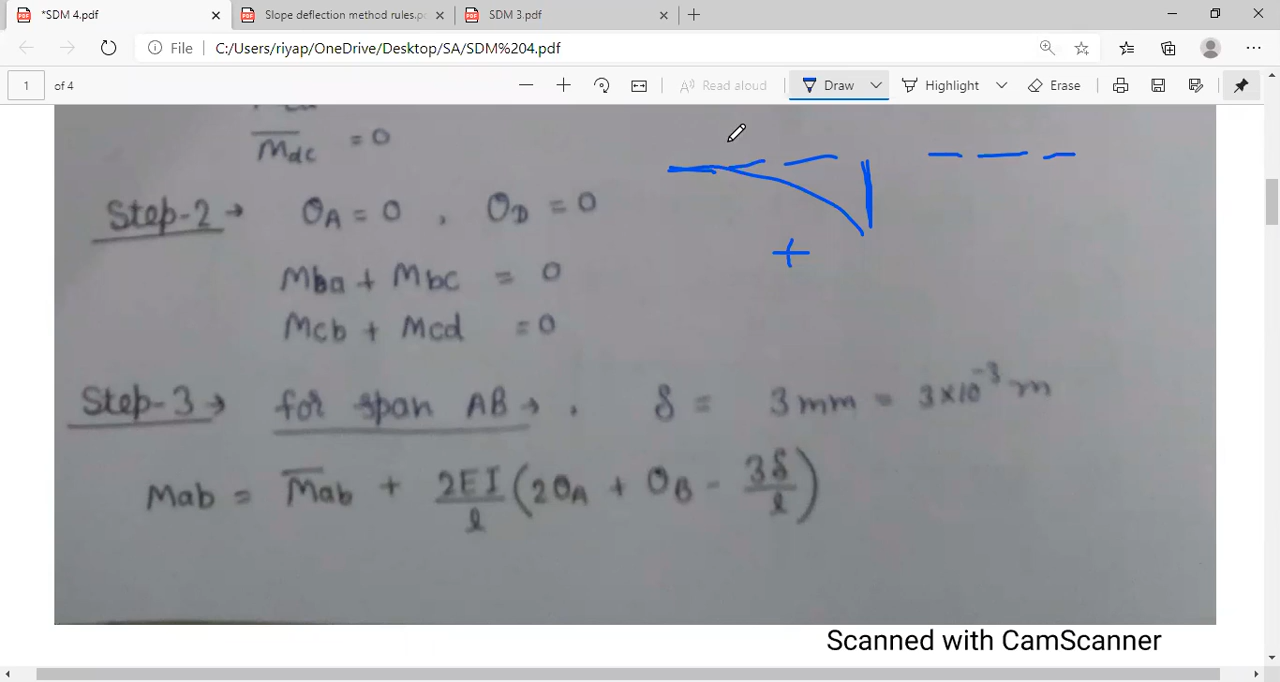 *SDM 4.pdf
Slope deflection method rules.pdf
SDM 3.pdf
File
C:/Users/riyap/OneDrive/Desktop/SA/SDM%204.pdf
1 of 4
Read aloud
Draw
Highlight
Erase
M̅dc = 0
Step-2 → θA = 0 , θD = 0
Mba + Mbc = 0
Mcb + Mcd = 0
+
Step-3 → for span AB → . δ = 3 mm = 3×10⁻³ m
Mab = M̅ab + 2EI/l (2θA + θB - 3δ/l)
Scanned with CamScanner